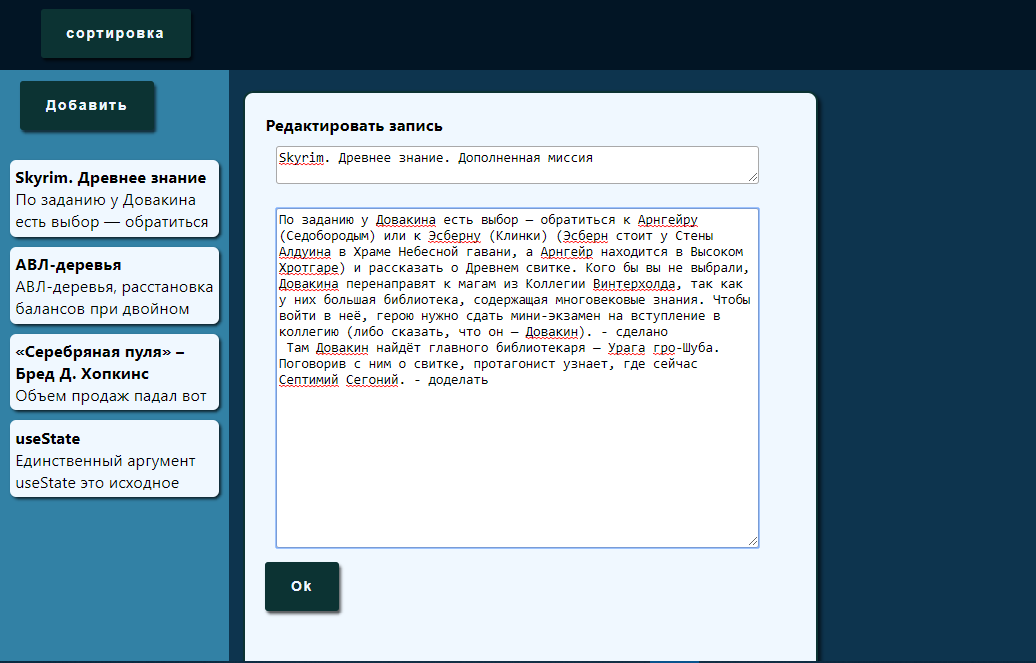 сортировка
Добавить
Skyrim. Древнее знание
По заданию у Довакина
есть выбор — обратиться
АВЛ-деревья
АВЛ-деревья, расстановка
балансов при двойном
«Серебряная пуля» –
Бред Д. Хопкинс
Объем продаж падал вот
useState
Единственный аргумент
useState это исходное
Редактировать запись
Skyrim. Древнее знание. Дополненная миссия
По заданию у Довакина есть выбор — обратиться к Арнгейру
(Седобородым) или к Эсберну (Клинки) (Эсберн стоит у Стены
Алдуина в Храме Небесной гавани, а Арнгейр находится в Высоком
Хротгаре) и рассказать о Древнем свитке. Кого бы вы не выбрали,
Довакина перенаправят к магам из Коллегии Винтерхолда, так как
у них большая библиотека, содержащая многовековые знания. Чтобы
войти в неё, герою нужно сдать мини-экзамен на вступление в
коллегию (либо сказать, что он — Довакин). - сделано
Там Довакин найдёт главного библиотекаря — Урага гро-Шуба.
Поговорив с ним о свитке, протагонист узнает, где сейчас
Септимий Сегоний. - доделать
Ok